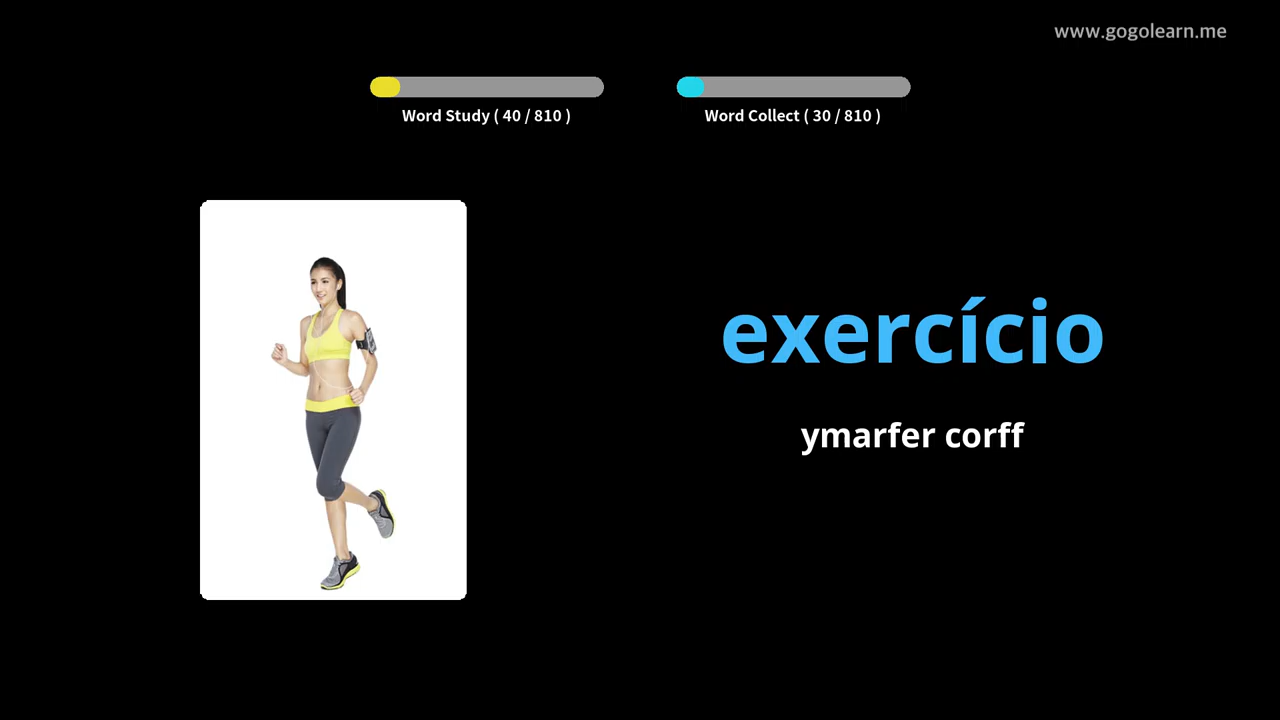 www.gogolearn.me
Word Study ( 40 / 810 )
Word Collect ( 30 / 810 )
exercício
ymarfer corff